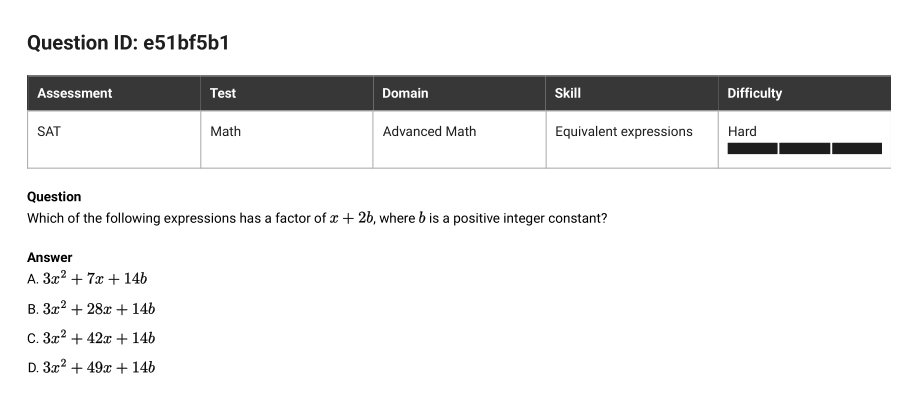 Question ID: e51bf5b1
Assessment Test Domain Skill Difficulty
SAT Math Advanced Math Equivalent expressions Hard
Question
Which of the following expressions has a factor of x + 2b, where b is a positive integer constant?
Answer
A. 3x² + 7x + 14b
B. 3x² + 28x + 14b
C. 3x² + 42x + 14b
D. 3x² + 49x + 14b